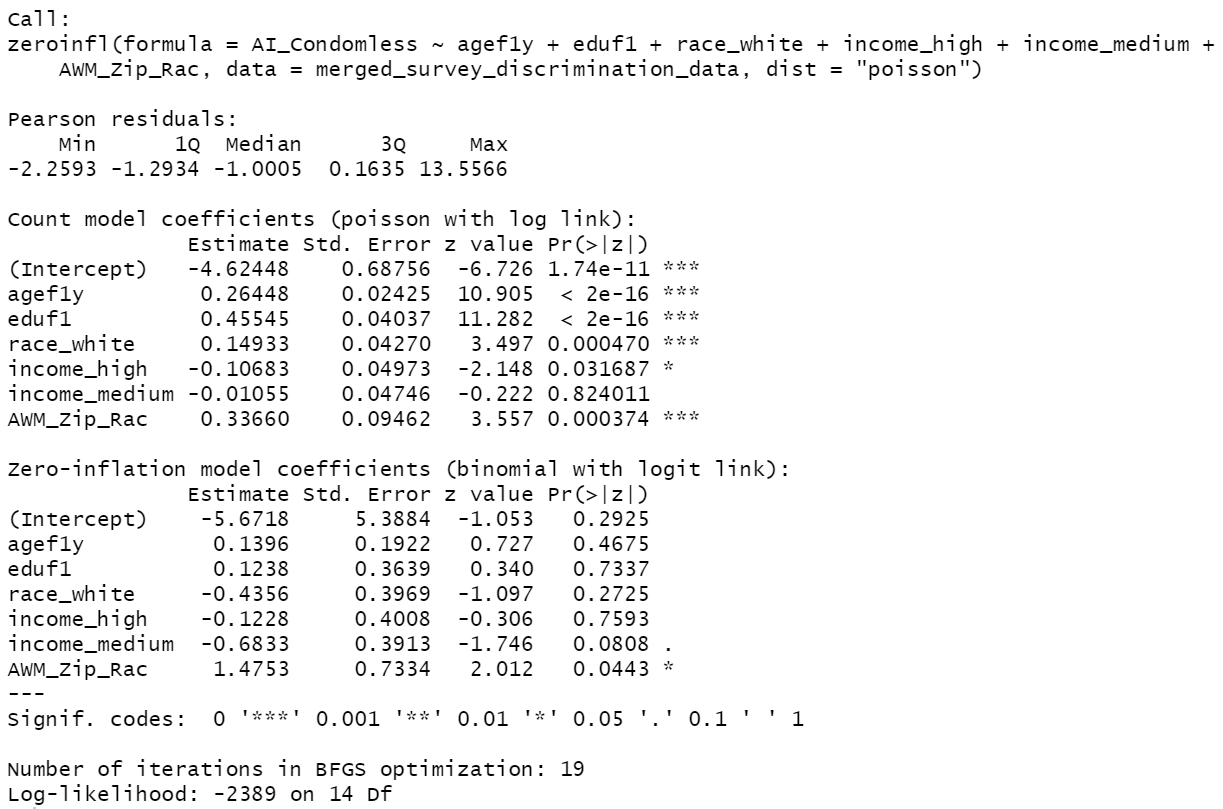 Call:
zeroinfl(formula = AI_Condomless ~ agef1y + eduf1 + race_white + income_high + income_medium +
    AWM_Zip_Rac, data = merged_survey_discrimination_data, dist = "poisson")

Pearson residuals:
    Min      1Q  Median      3Q     Max
-2.2593 -1.2934 -1.0005  0.1635 13.5566

Count model coefficients (poisson with log link):
              Estimate Std. Error z value Pr(>|z|)
(Intercept)   -4.62448    0.68756  -6.726 1.74e-11 ***
agef1y         0.26448    0.02425  10.905  < 2e-16 ***
eduf1          0.45545    0.04037  11.282  < 2e-16 ***
race_white     0.14933    0.04270   3.497 0.000470 ***
income_high   -0.10683    0.04973  -2.148 0.031687 *
income_medium -0.01055    0.04746  -0.222 0.824011
AWM_Zip_Rac    0.33660    0.09462   3.557 0.000374 ***

Zero-inflation model coefficients (binomial with logit link):
              Estimate Std. Error z value Pr(>|z|)
(Intercept)    -5.6718     5.3884  -1.053   0.2925
agef1y          0.1396     0.1922   0.727   0.4675
eduf1           0.1238     0.3639   0.340   0.7337
race_white     -0.4356     0.3969  -1.097   0.2725
income_high    -0.1228     0.4008  -0.306   0.7593
income_medium  -0.6833     0.3913  -1.746   0.0808 .
AWM_Zip_Rac     1.4753     0.7334   2.012   0.0443 *
---
Signif. codes:  0 '***' 0.001 '**' 0.01 '*' 0.05 '.' 0.1 ' ' 1

Number of iterations in BFGS optimization: 19
Log-likelihood: -2389 on 14 Df